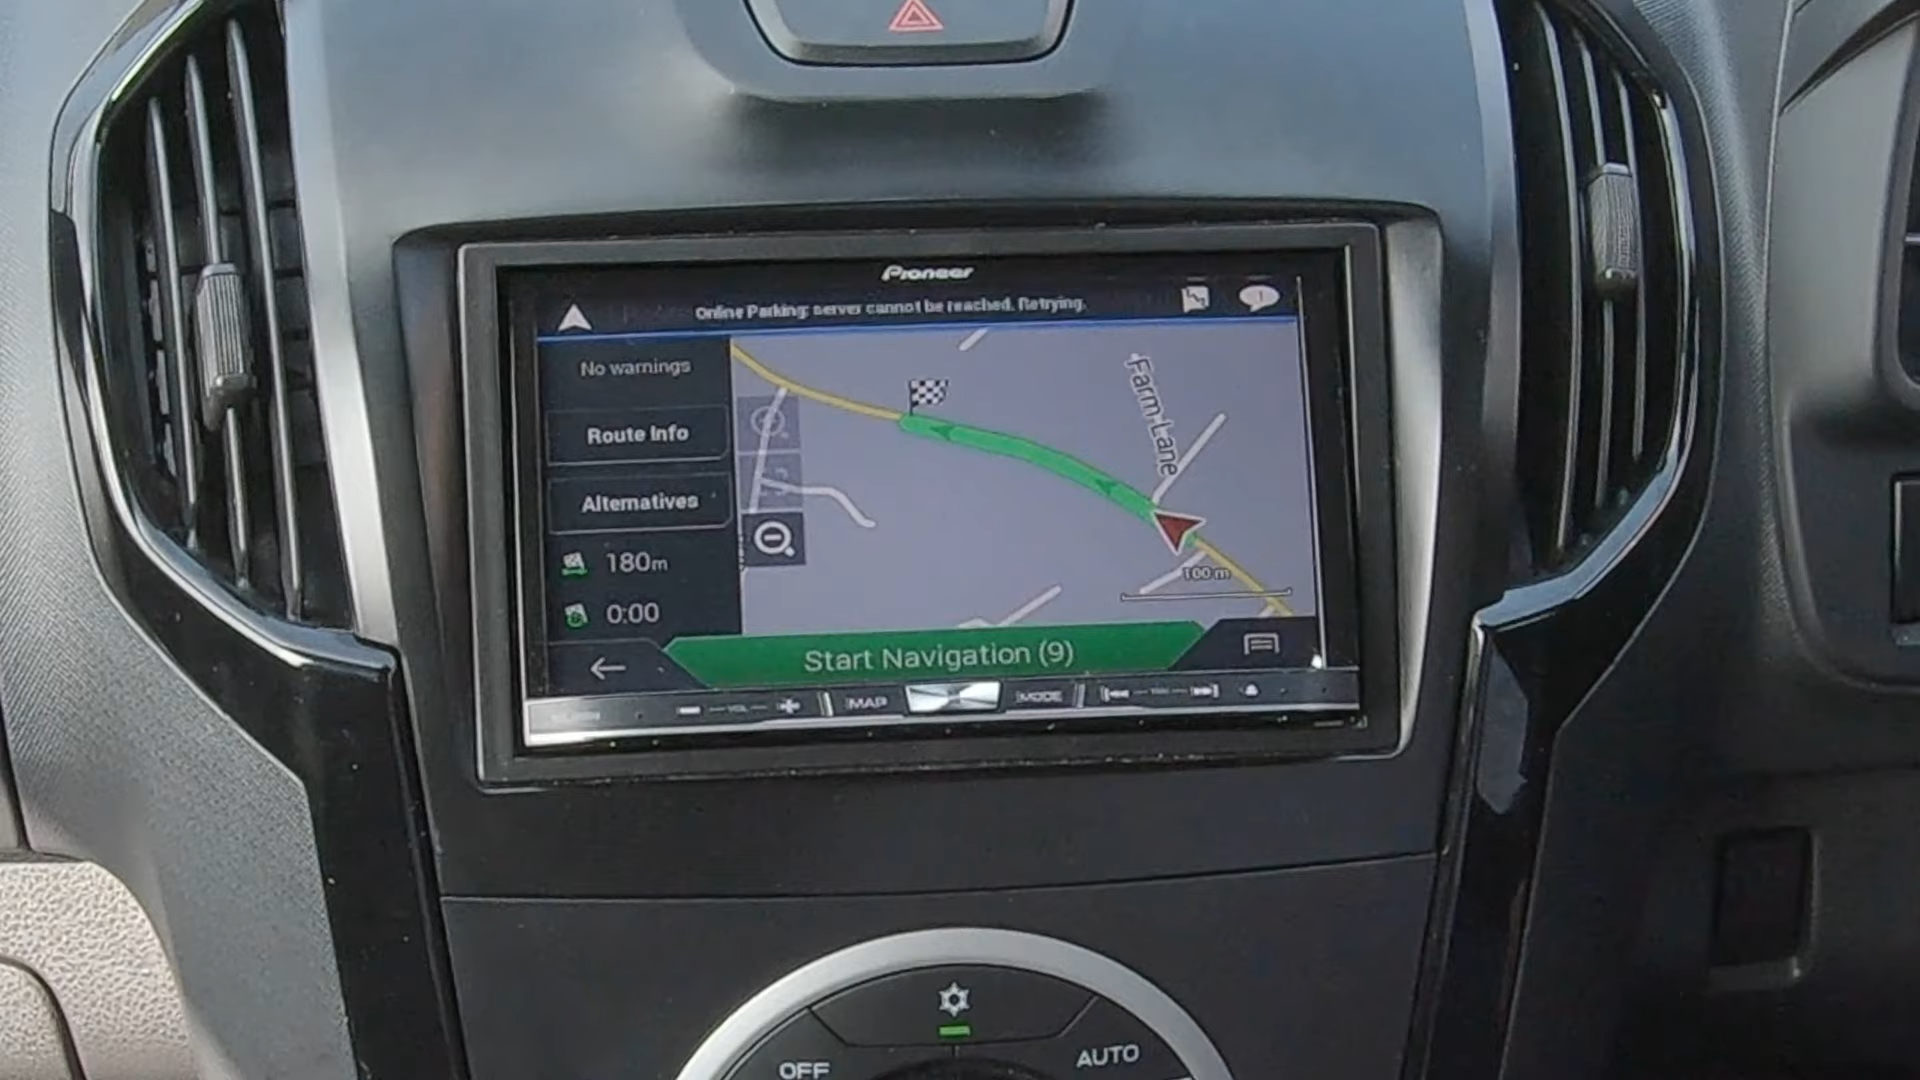 Pioneer
Online Parking: server cannot be reached. Retrying.
No warnings
Route Info
Alternatives
180m
0:00
Farm Lane
100 m
Start Navigation (9)
VOL
MAP
MODE
OFF
AUTO